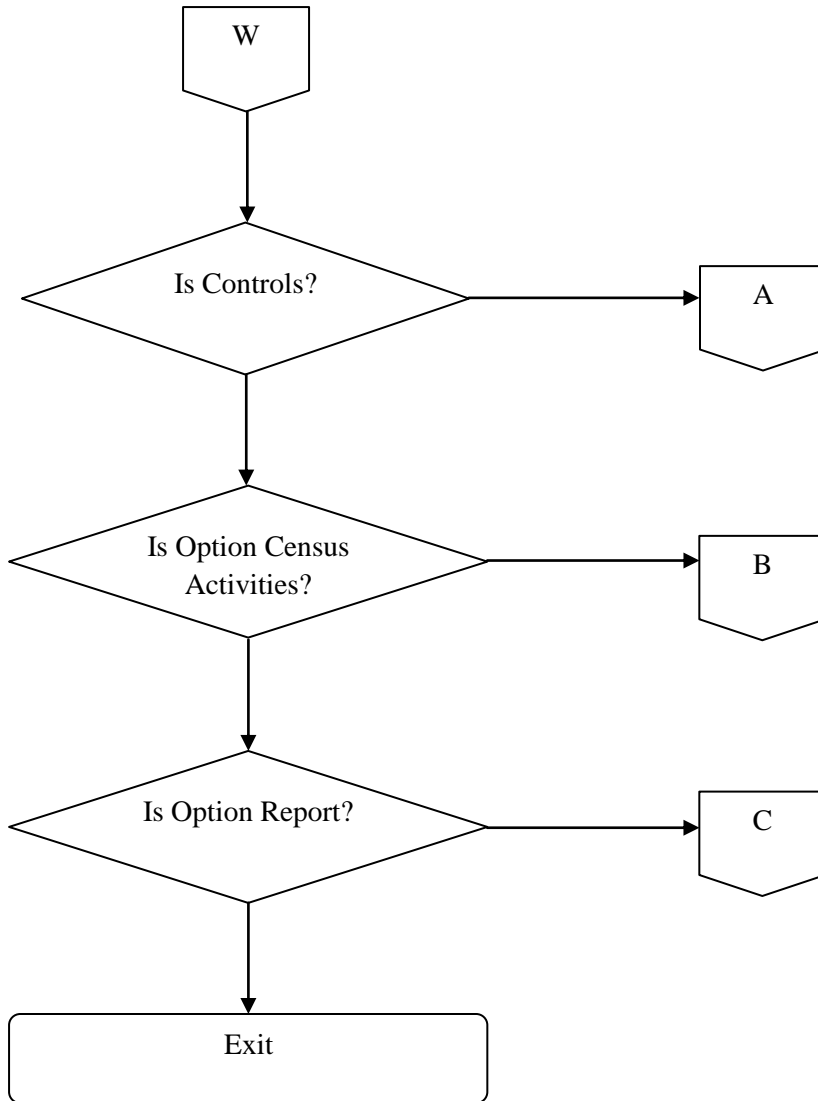 W
Is Controls?
A
Is Option Census
Activities?
B
Is Option Report?
C
Exit